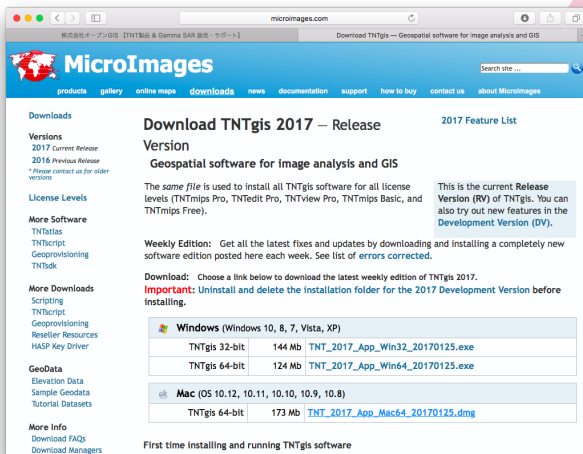 microimages.com
株式会社オープンGIS 【TNT製品 & Gamma SAR 販売・サポート】
Download TNTgis — Geospatial software for image analysis and GIS
MicroImages
Search site ...
products gallery online maps downloads news documentation support how to buy contact us about MicroImages
Downloads
Versions
2017 Current Release
2016 Previous Release
* Please contact us for older
versions
License Levels
More Software
TNTatlas
TNTscript
Geoprovisioning
TNTsdk
More Downloads
Scripting
TNTscript
Geoprovisioning
Reseller Resources
HASP Key Driver
GeoData
Elevation Data
Sample Geodata
Tutorial Datasets
More Info
Download FAQs
Download Managers
Download TNTgis 2017 — Release
Version
Geospatial software for image analysis and GIS
2017 Feature List
The same file is used to install all TNTgis software for all license
levels (TNTmips Pro, TNTedit Pro, TNTview Pro, TNTmips Basic, and
TNTmips Free).
This is the current Release
Version (RV) of TNTgis. You can
also try out new features in the
Development Version (DV).
Weekly Edition: Get all the latest fixes and updates by downloading and installing a completely new
software edition posted here each week. See list of errors corrected.
Download: Choose a link below to download the latest weekly edition of TNTgis 2017.
Important: Uninstall and delete the installation folder for the 2017 Development Version before
installing.
Windows (Windows 10, 8, 7, Vista, XP)
TNTgis 32-bit 144 Mb TNT_2017_App_Win32_20170125.exe
TNTgis 64-bit 124 Mb TNT_2017_App_Win64_20170125.exe
Mac (OS 10.12, 10.11, 10.10, 10.9, 10.8)
TNTgis 64-bit 173 Mb TNT_2017_App_Mac64_20170125.dmg
First time installing and running TNTgis software